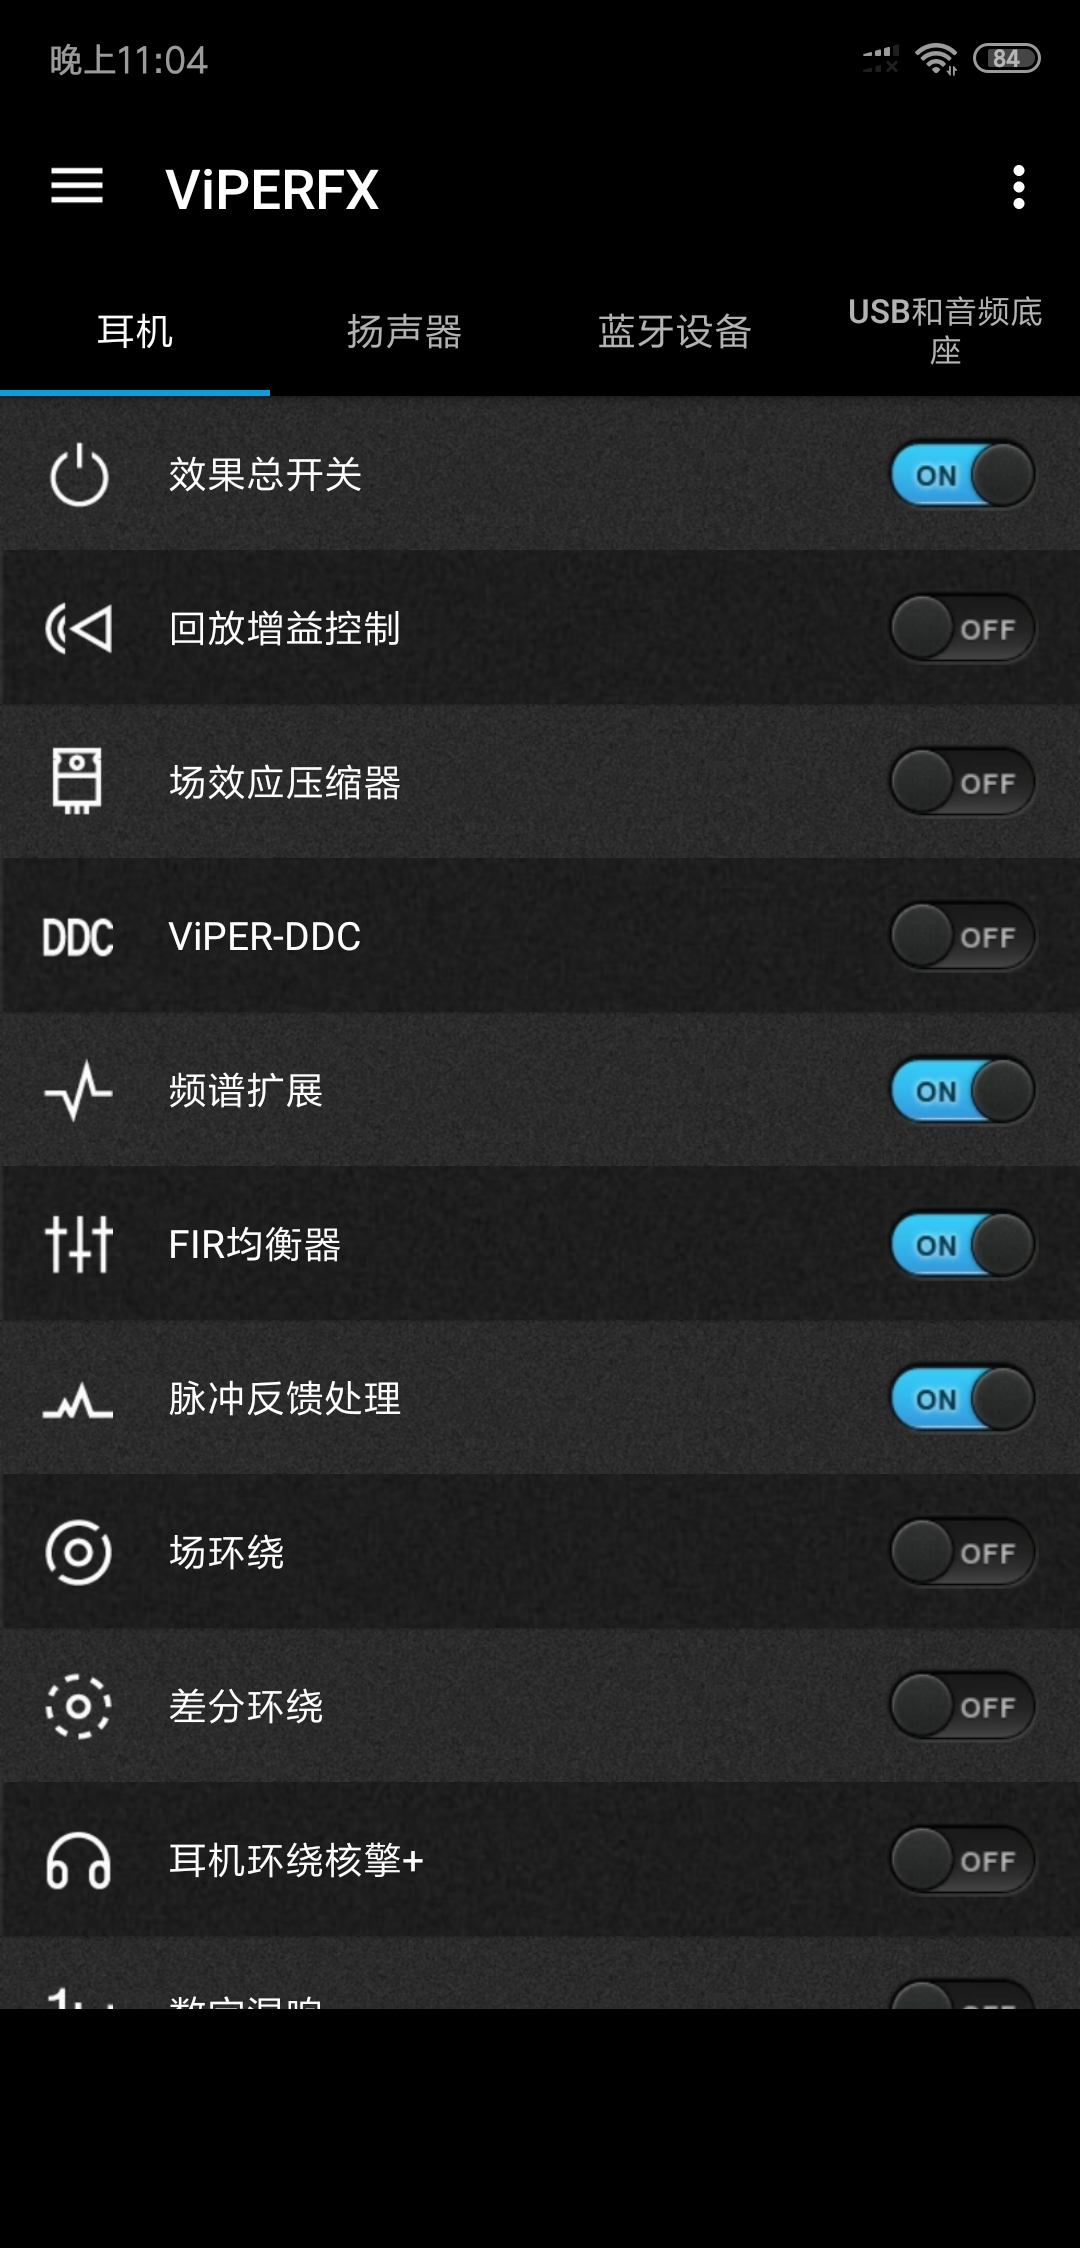 晚上11:04
84
ViPERFX
耳机
扬声器
蓝牙设备
USB和音频底
座
效果总开关
ON
回放增益控制
OFF
场效应压缩器
OFF
DDC
ViPER-DDC
OFF
频谱扩展
ON
FIR均衡器
ON
脉冲反馈处理
ON
场环绕
OFF
差分环绕
OFF
耳机环绕核擎+
OFF